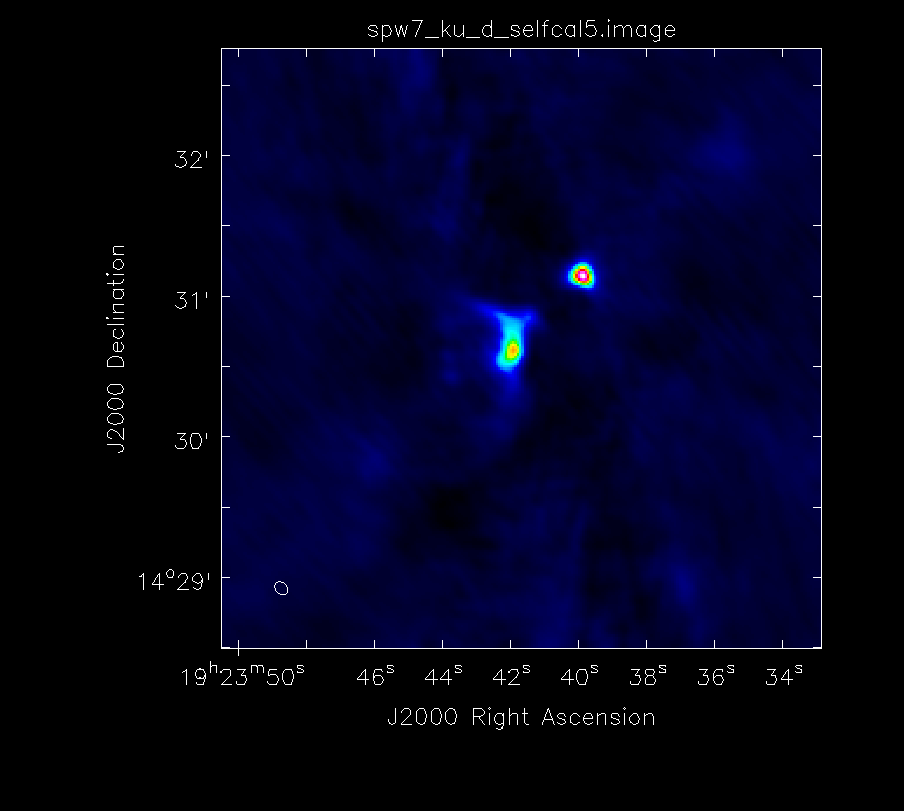 spw7_ku_d_selfcal5.image
32'
31'
30'
14°29'
J2000 Declination
19ʰ23ᵐ50ˢ 46ˢ 44ˢ 42ˢ 40ˢ 38ˢ 36ˢ 34ˢ
J2000 Right Ascension